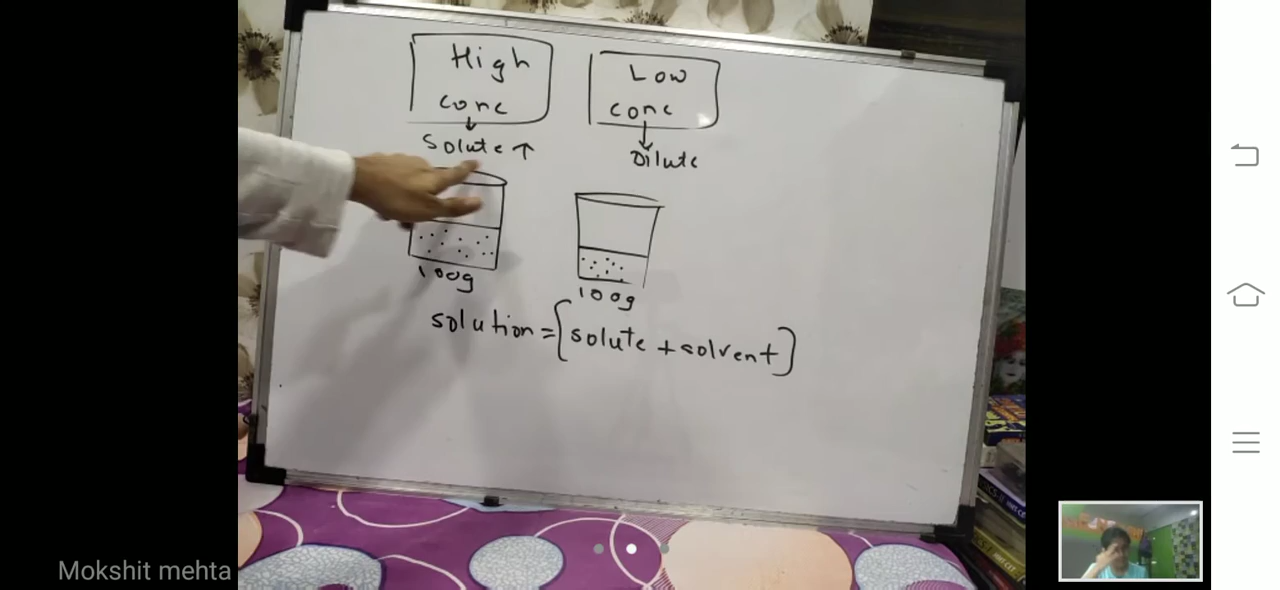 High
conc
Solute ↑
100g
Low
conc
Dilute
100g
solution = [solute + solvent]
Mokshit mehta